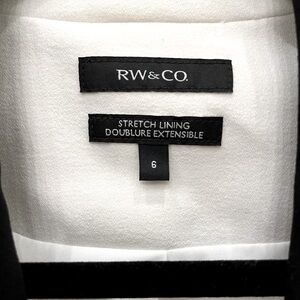 RW&CO.
STRETCH LINING
DOUBLURE EXTENSIBLE
6